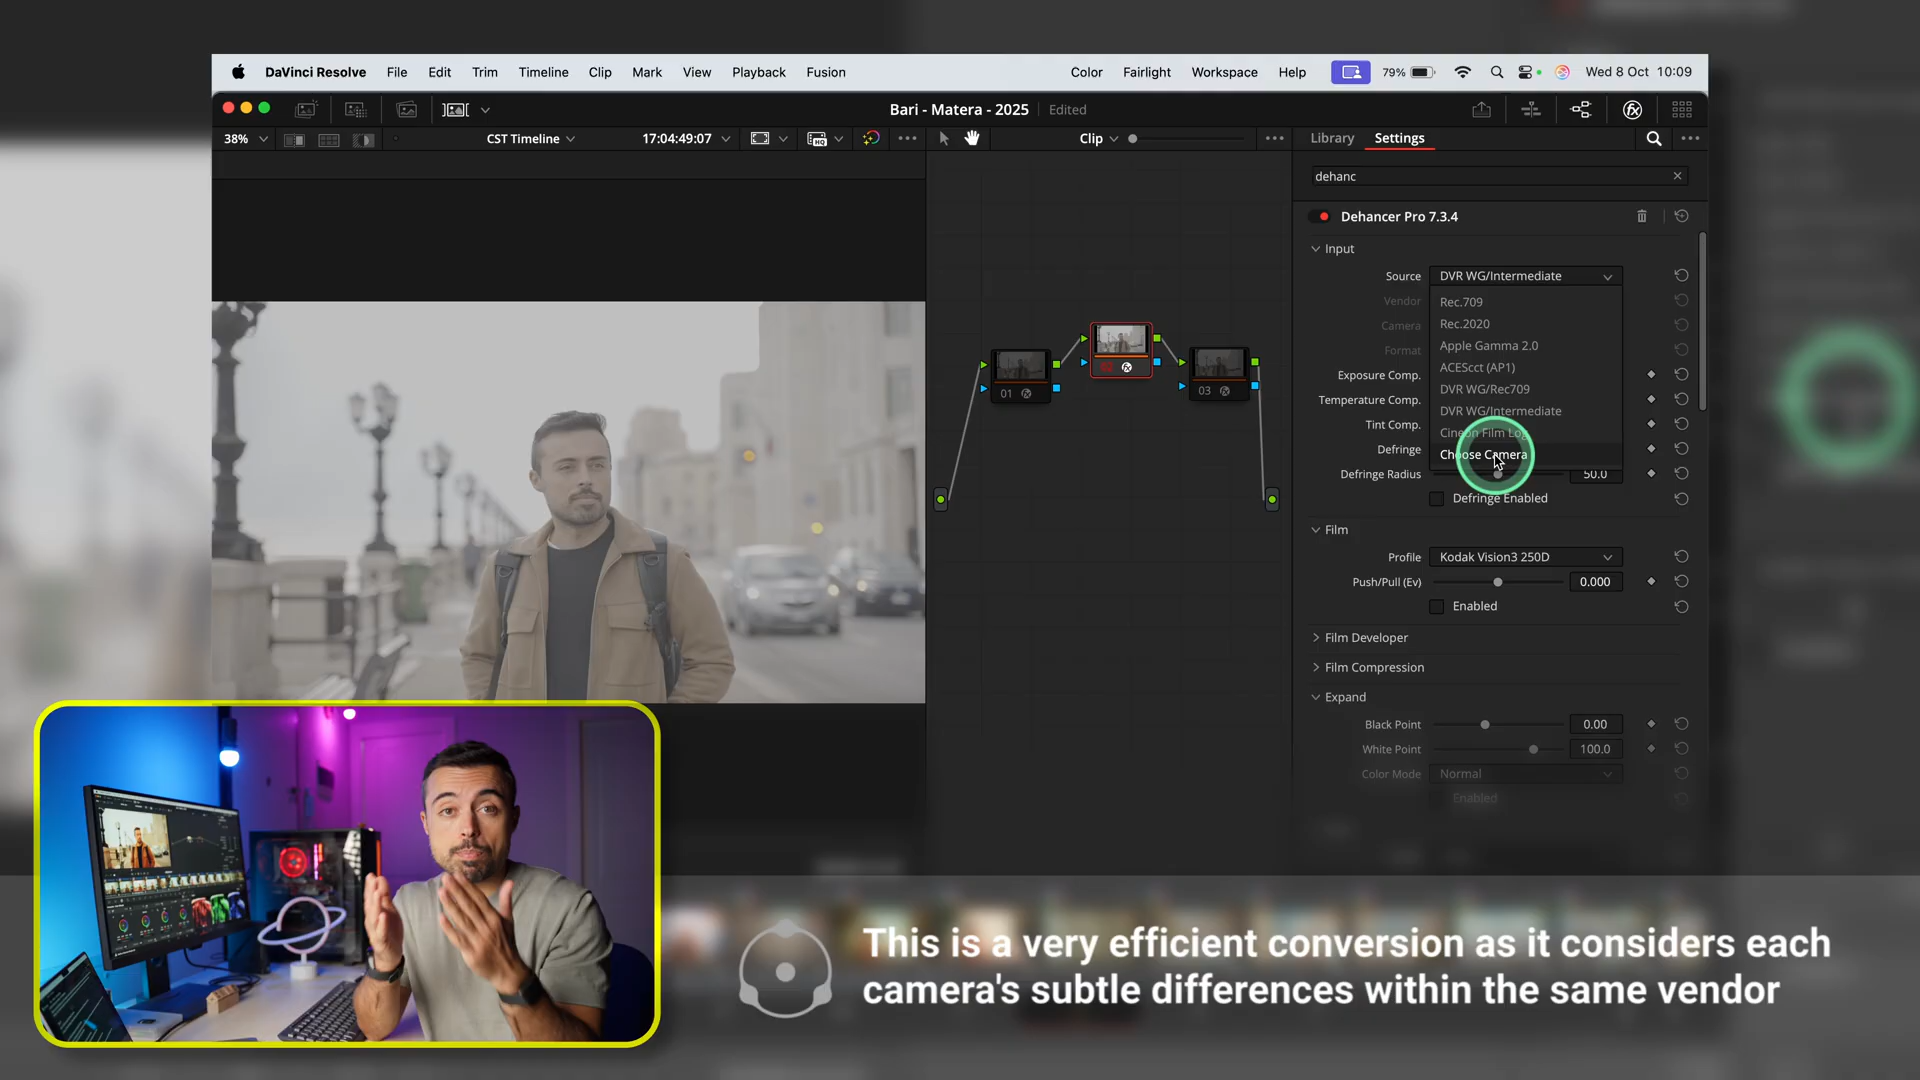 DaVinci Resolve File Edit Trim Timeline Clip Mark View Playback Fusion Color Fairlight Workspace Help 79% Wed 8 Oct 10:09
Bari - Matera - 2025 Edited
38% CST Timeline 17:04:49:07 HQ Clip Library Settings
dehanc
Dehancer Pro 7.3.4
Input
Source DVR WG/Intermediate
Vendor Rec.709
Camera Rec.2020
Format Apple Gamma 2.0
Exposure Comp. ACEScct (AP1)
Temperature Comp. DVR WG/Rec709
Tint Comp. DVR WG/Intermediate
Cineon Film Log
Defringe Choose Camera
Defringe Radius 50.0
Defringe Enabled
Film
Profile Kodak Vision3 250D
Push/Pull (Ev) 0.000
Enabled
Film Developer
Film Compression
Expand
Black Point 0.00
White Point 100.0
Color Mode Normal
Enabled
01
02
03
This is a very efficient conversion as it considers each
camera's subtle differences within the same vendor